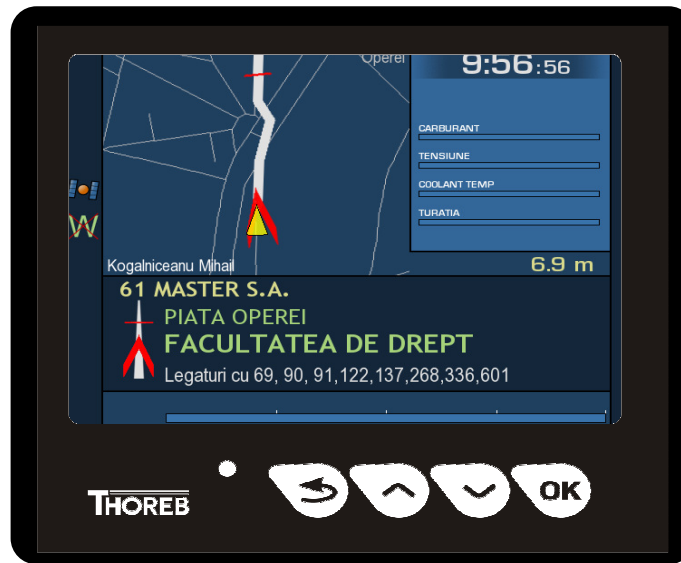 Operei
9:56:56
CARBURANT
TENSIUNE
COOLANT TEMP
TURATIA
Kogalniceanu Mihail
6.9 m
61 MASTER S.A.
PIATA OPEREI
FACULTATEA DE DREPT
Legaturi cu 69, 90, 91,122,137,268,336,601
THOREB
OK